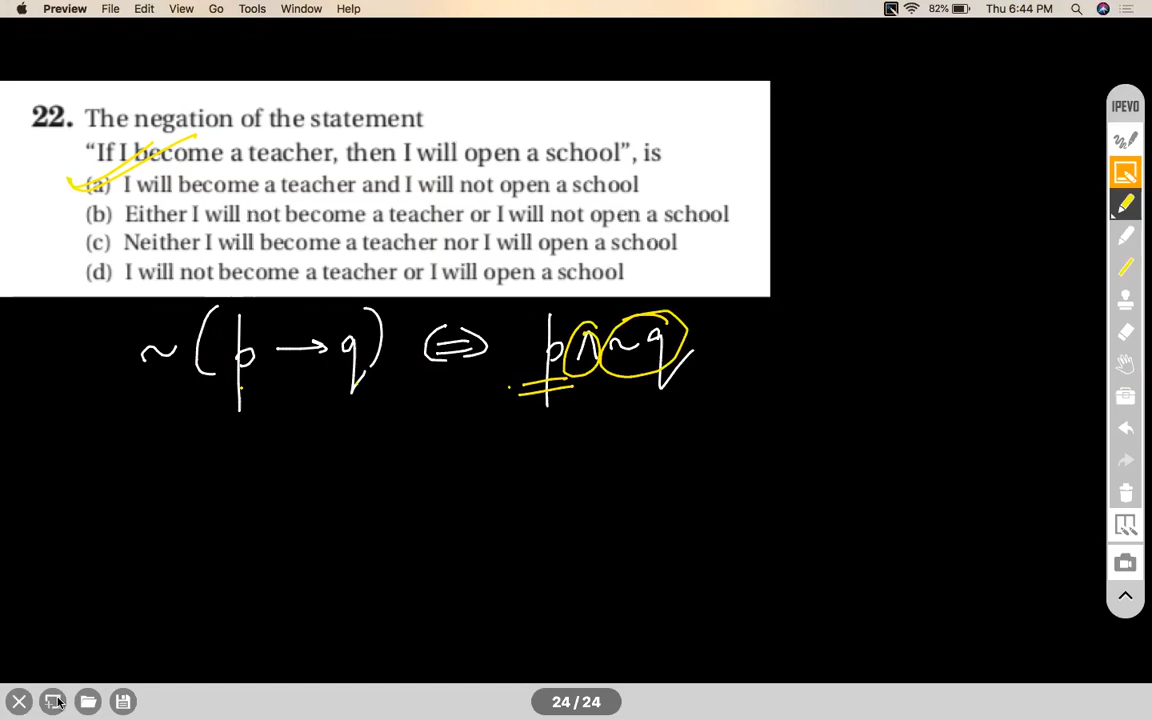 Preview File Edit View Go Tools Window Help 82% Thu 6:44 PM
IPEVO
22. The negation of the statement
“If I become a teacher, then I will open a school”, is
(a) I will become a teacher and I will not open a school
(b) Either I will not become a teacher or I will not open a school
(c) Neither I will become a teacher nor I will open a school
(d) I will not become a teacher or I will open a school
~(p → q) ⇔ p ∧ ~q
24 / 24